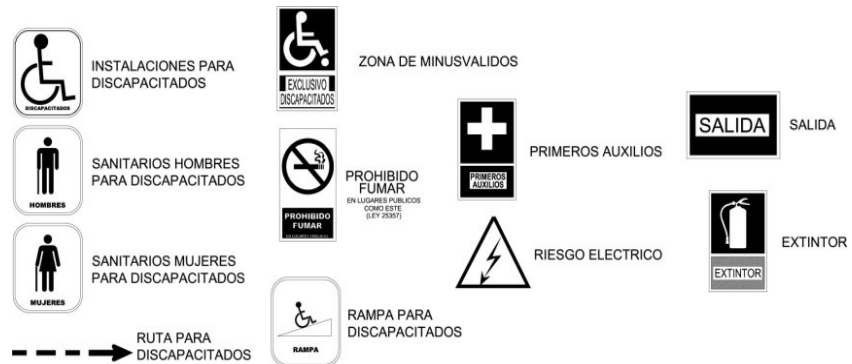 DISCAPACITADOS
INSTALACIONES PARA
DISCAPACITADOS
HOMBRES
SANITARIOS HOMBRES
PARA DISCAPACITADOS
MUJERES
SANITARIOS MUJERES
PARA DISCAPACITADOS
RUTA PARA
DISCAPACITADOS
EXCLUSIVO
DISCAPACITADOS
ZONA DE MINUSVALIDOS
PROHIBIDO
FUMAR
PROHIBIDO
FUMAR
EN LUGARES PUBLICOS
COMO ESTE
(LEY 25357)
RAMPA
RAMPA PARA
DISCAPACITADOS
PRIMEROS
AUXILIOS
PRIMEROS AUXILIOS
RIESGO ELECTRICO
SALIDA
SALIDA
EXTINTOR
EXTINTOR